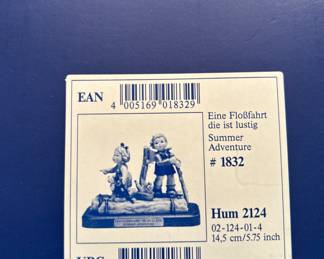 EAN
4 005169 018329
Eine Floßfahrt
die ist lustig
Summer
Adventure
# 1832
Hum 2124
02-124-01-4
14,5 cm/5.75 inch
UPC